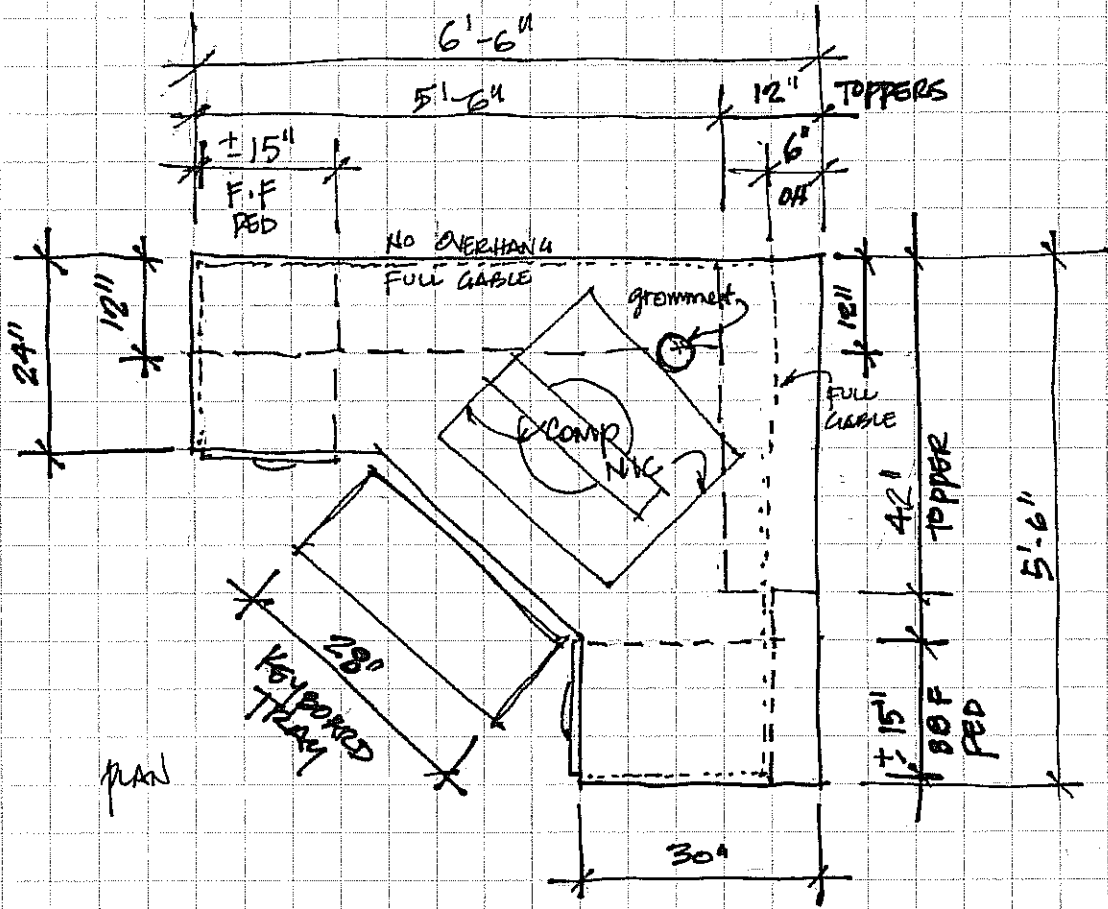 6'-6"
5'-6"
12" TOPPERS
± 15"
F.F
PED
6"
OH
NO OVERHANG
FULL GABLE
grommet
24"
12"
12"
FULL
GABLE
COMP
NIC
42"
TOPPER
5'-6"
28"
KEYBOARD
TRAY
± 15"
BBF
PED
PLAN
30"